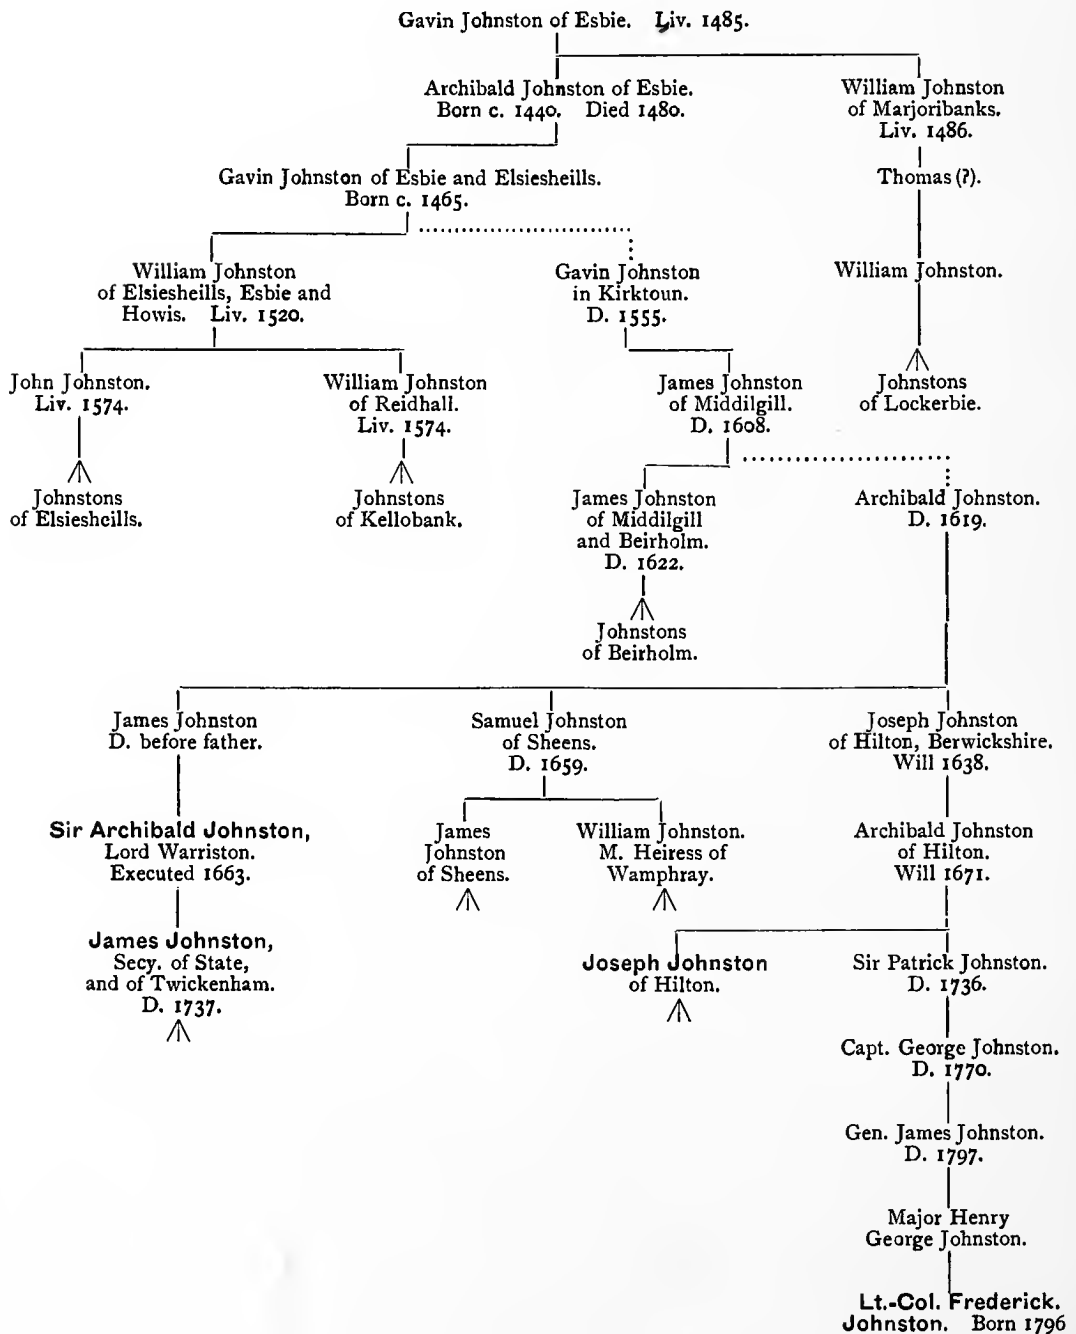 Gavin Johnston of Esbie. Liv. 1485.
Archibald Johnston of Esbie.
Born c. 1440. Died 1480.
William Johnston
of Marjoribanks.
Liv. 1486.
Gavin Johnston of Esbie and Elsiesheills.
Born c. 1465.
Thomas (?).
William Johnston
of Elsiesheills, Esbie and
Howis. Liv. 1520.
Gavin Johnston
in Kirktoun.
D. 1555.
William Johnston.
John Johnston.
Liv. 1574.
William Johnston
of Reidhall.
Liv. 1574.
James Johnston
of Middilgill.
D. 1608.
Johnstons
of Lockerbie.
Johnstons
of Elsiesheills.
Johnstons
of Kellobank.
James Johnston
of Middilgill
and Beirholm.
D. 1622.
Archibald Johnston.
D. 1619.
Johnstons
of Beirholm.
James Johnston
D. before father.
Samuel Johnston
of Sheens.
D. 1659.
Joseph Johnston
of Hilton, Berwickshire.
Will 1638.
Sir Archibald Johnston,
Lord Warriston.
Executed 1663.
James
Johnston
of Sheens.
William Johnston.
M. Heiress of
Wamphray.
Archibald Johnston
of Hilton.
Will 1671.
James Johnston,
Secy. of State,
and of Twickenham.
D. 1737.
Joseph Johnston
of Hilton.
Sir Patrick Johnston.
D. 1736.
Capt. George Johnston.
D. 1770.
Gen. James Johnston.
D. 1797.
Major Henry
George Johnston.
Lt.-Col. Frederick.
Johnston. Born 1796